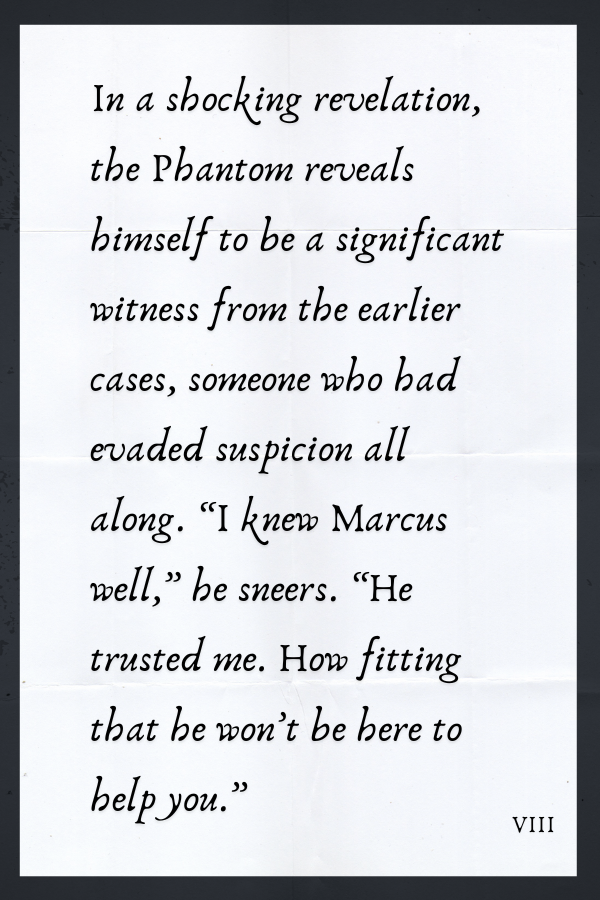 In a shocking revelation,
the Phantom reveals
himself to be a significant
witness from the earlier
cases, someone who had
evaded suspicion all
along. “I knew Marcus
well,” he sneers. “He
trusted me. How fitting
that he won’t be here to
help you.”
VIII